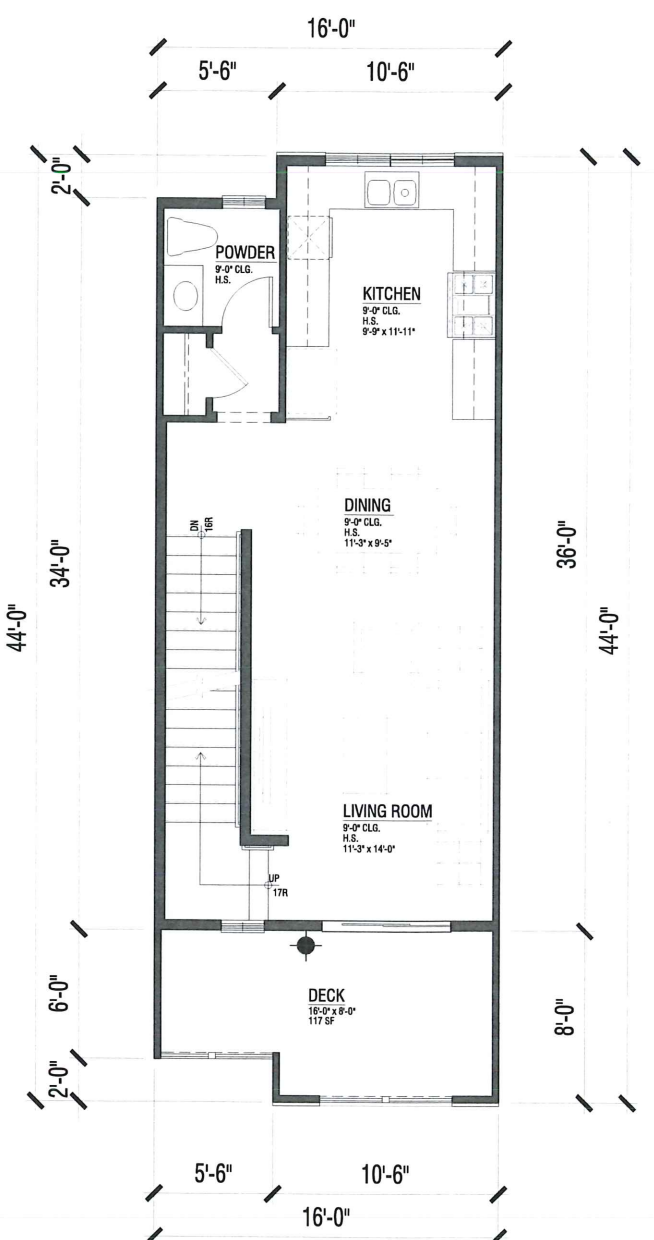 16'-0"
5'-6"
10'-6"
2'-0"
POWDER
9'-0" CLG.
H.S.
KITCHEN
9'-0" CLG.
H.S.
9'-9" x 11'-11"
DINING
9'-0" CLG.
H.S.
11'-3" x 9'-5"
DN
16R
34'-0"
36'-0"
44'-0"
44'-0"
LIVING ROOM
9'-0" CLG.
H.S.
11'-3" x 14'-0"
UP
17R
DECK
16'-0" x 8'-0"
117 SF
6'-0"
8'-0"
2'-0"
5'-6"
10'-6"
16'-0"